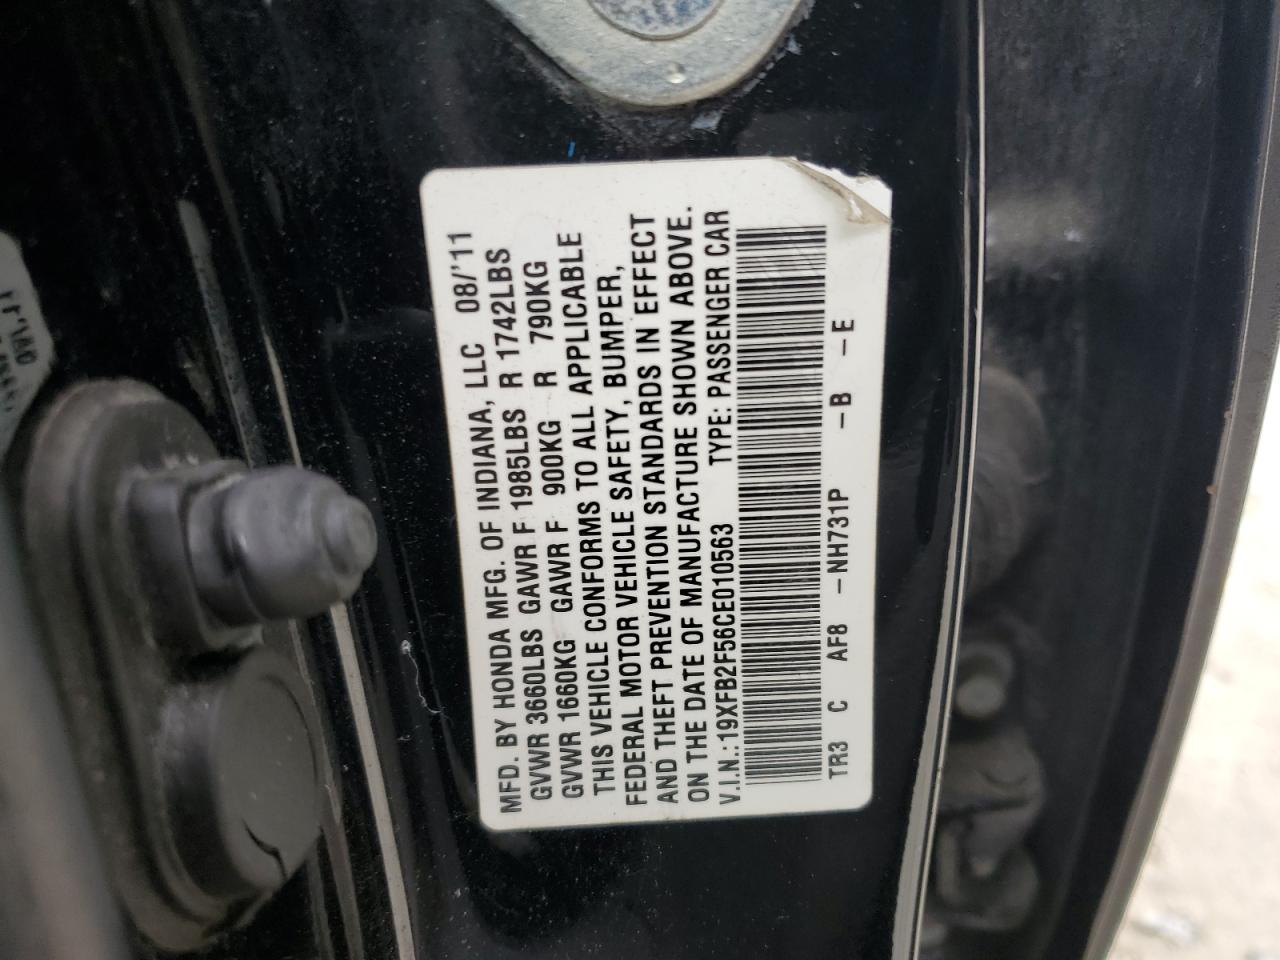 MFD. BY HONDA MFG. OF INDIANA, LLC 08/'11
GVWR 3660LBS GAWR F 1985LBS R 1742LBS
GVWR 1660KG GAWR F 900KG R 790KG
THIS VEHICLE CONFORMS TO ALL APPLICABLE
FEDERAL MOTOR VEHICLE SAFETY, BUMPER,
AND THEFT PREVENTION STANDARDS IN EFFECT
ON THE DATE OF MANUFACTURE SHOWN ABOVE.
V.I.N.: 19XFB2F56CE010563 TYPE: PASSENGER CAR
TR3 C AF8 -NH731P -B -E